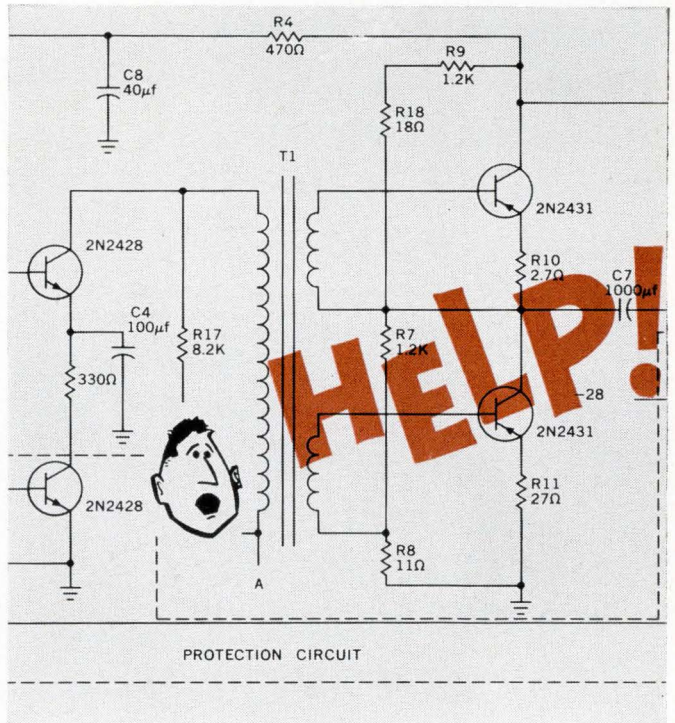 R4
470Ω
R9
1.2K
C8
40µf
R18
18Ω
T1
2N2428
2N2431
C4
100µf
R17
8.2K
R10
2.7Ω
C7
1000µf
330Ω
R7
1.2K
HELP!
-28
2N2431
2N2428
R11
27Ω
R8
11Ω
A
PROTECTION CIRCUIT